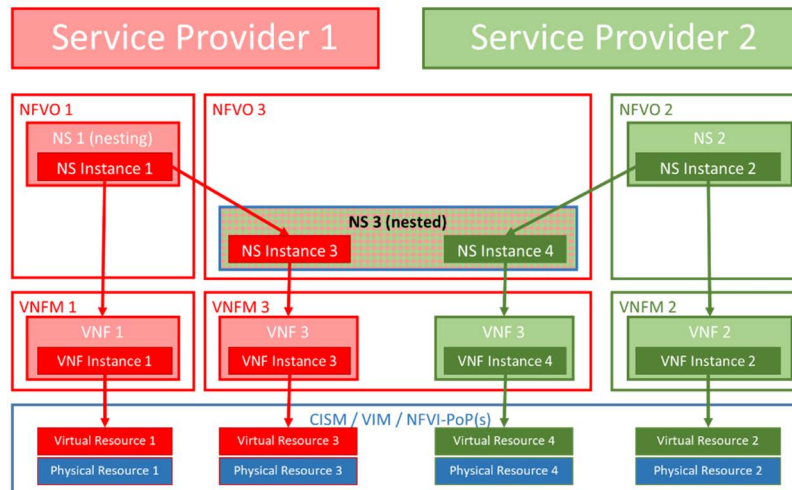 Service Provider 1
Service Provider 2
NFVO 1
NFVO 3
NFVO 2
NS 1 (nesting)
NS 2
NS Instance 1
NS Instance 2
NS 3 (nested)
NS Instance 3
NS Instance 4
VNFM 1
VNFM 3
VNFM 2
VNF 1
VNF 3
VNF 3
VNF 2
VNF Instance 1
VNF Instance 3
VNF Instance 4
VNF Instance 2
CISM / VIM / NFVI-PoP(s)
Virtual Resource 1
Virtual Resource 3
Virtual Resource 4
Virtual Resource 2
Physical Resource 1
Physical Resource 3
Physical Resource 4
Physical Resource 2